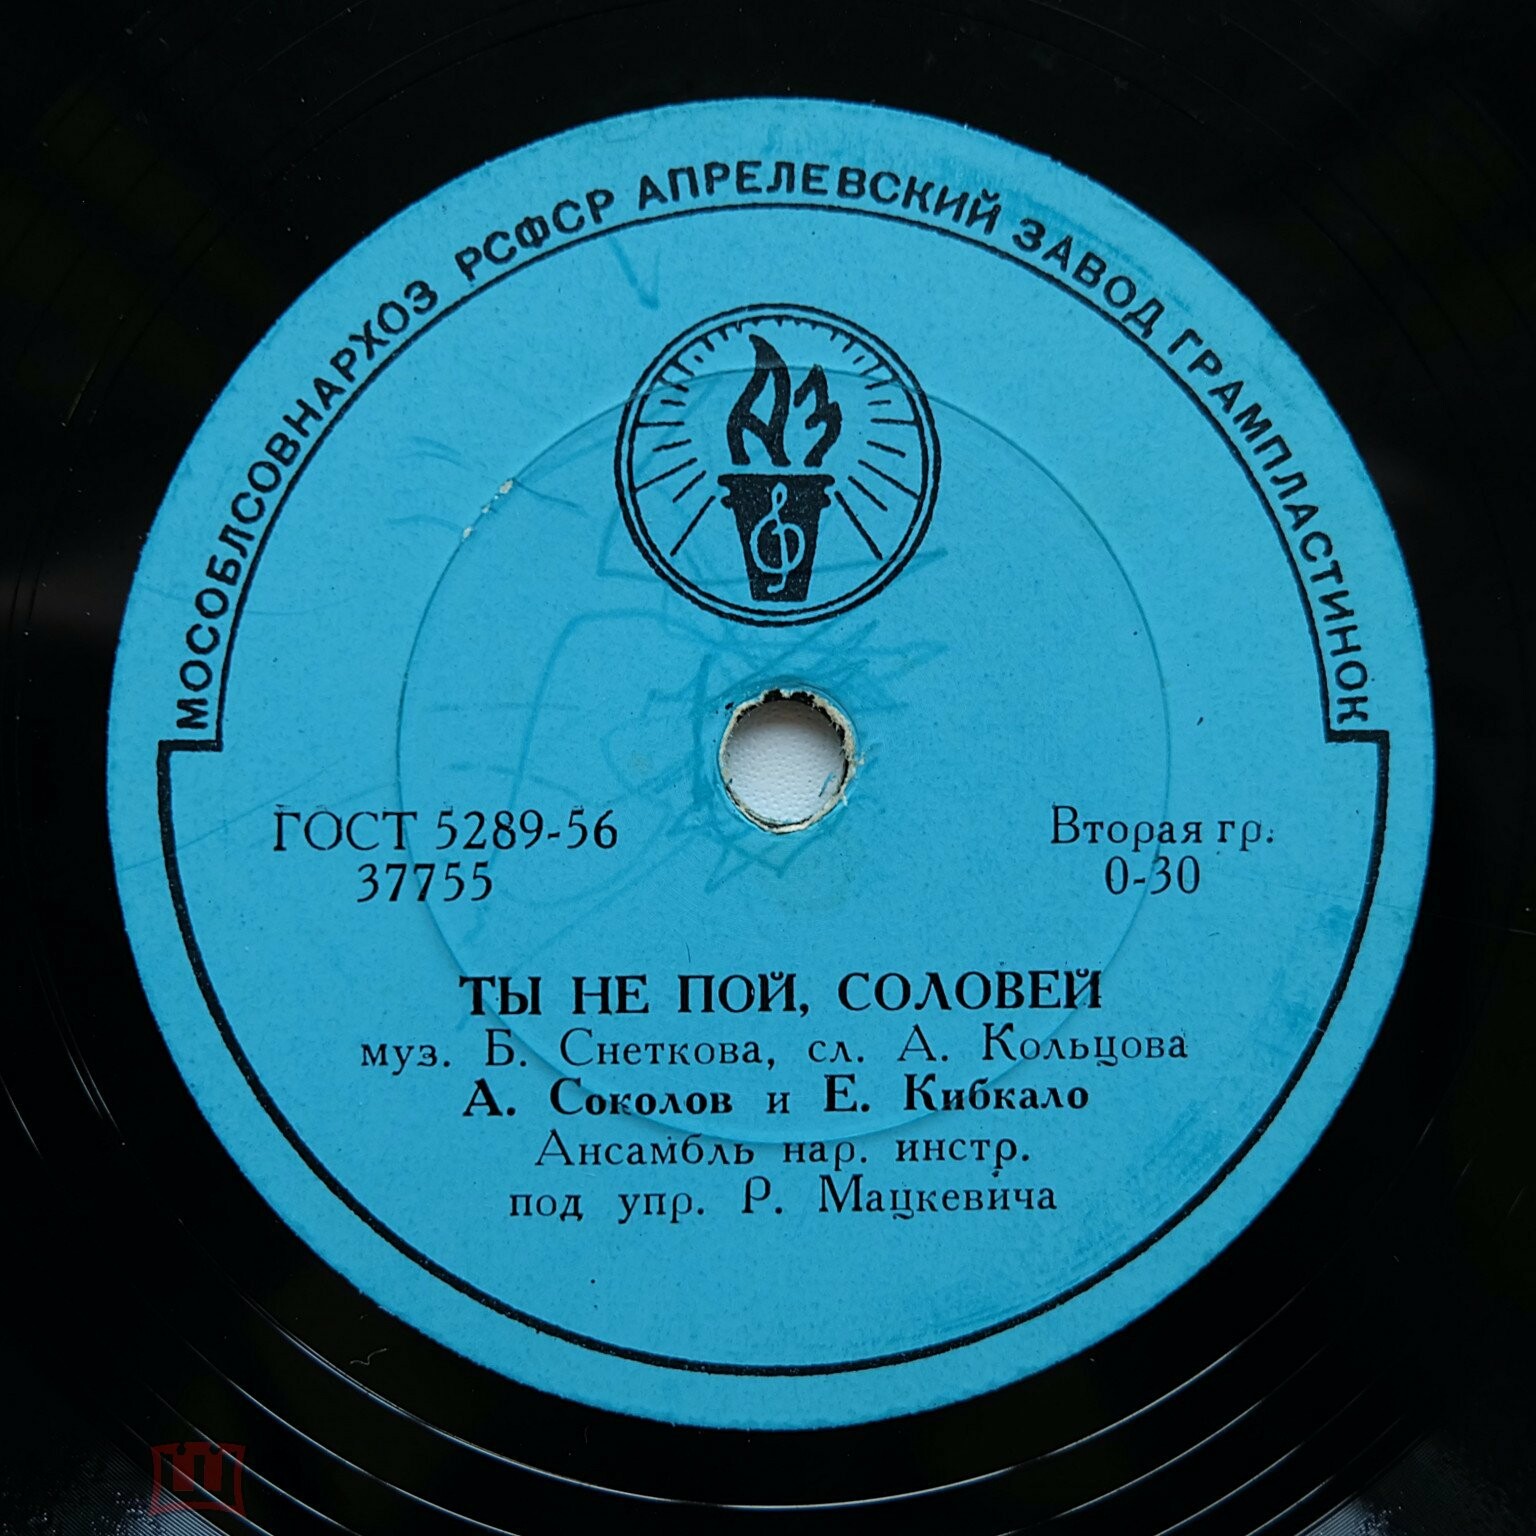 МОСОБЛСОВНАРХОЗ РСФСР АПРЕЛЕВСКИЙ ЗАВОД ГРАМПЛАСТИНОК
АЗ
ГОСТ 5289-56
37755
Вторая гр.
0-30
ТЫ НЕ ПОЙ, СОЛОВЕЙ
муз. Б. Снеткова, сл. А. Кольцова
А. Соколов и Е. Кибкало
Ансамбль нар. инстр.
под упр. Р. Мацкевича